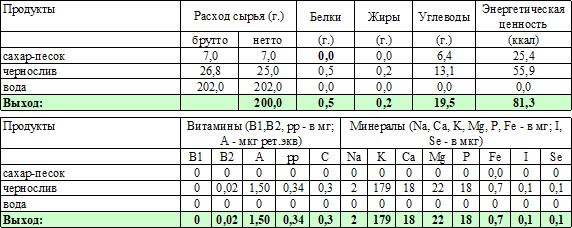 Продукты Расход сырья (г.) Белки Жиры Углеводы Энергетическая ценность
брутто нетто (г.) (г.) (г.) (ккал)
сахар-песок 7,0 7,0 0,0 0,0 6,4 25,4
чернослив 26,8 25,0 0,5 0,2 13,1 55,9
вода 202,0 202,0 0,0 0,0 0,0 0,0
Выход: 200,0 0,5 0,2 19,5 81,3
Продукты Витамины (В1,В2, рр - в мг; А - мкг рет.экв) Минералы (Na, Ca, K, Mg, P, Fe - в мг; I, Se - в мкг)
В1 В2 А рр С Na K Ca Mg P Fe I Se
сахар-песок 0 0 0 0 0 0 0 0 0 0 0,0 0 0
чернослив 0 0,02 1,50 0,34 0,3 2 179 18 22 18 0,7 0,1 0,1
вода 0 0 0 0 0 0 0 0 0 0 0 0 0
Выход: 0 0,02 1,50 0,34 0,3 2 179 18 22 18 0,7 0,1 0,1